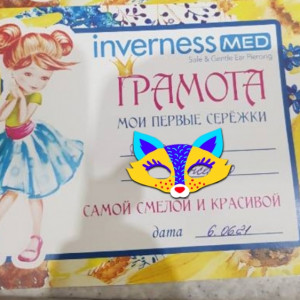 inverness MED
Safe & Gentle Ear Piercing
ГРАМОТА
МОИ ПЕРВЫЕ СЕРЁЖКИ
САМОЙ СМЕЛОЙ И КРАСИВОЙ
дата 6.06.21